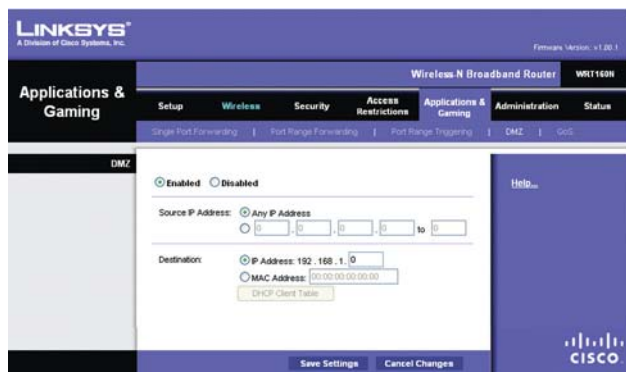 LINKSYS®
A Division of Cisco Systems, Inc.
Firmware Version: v1.00.1
Wireless-N Broadband Router WRT160N
Applications & Gaming
Setup Wireless Security Access Restrictions Applications & Gaming Administration Status
Single Port Forwarding | Port Range Forwarding | Port Range Triggering | DMZ | QoS
DMZ
Enabled Disabled
Help...
Source IP Address: Any IP Address
0 . 0 . 0 . 0 to 0
Destination: IP Address: 192 . 168 . 1. 0
MAC Address: 00:00:00:00:00:00
DHCP Client Table
Save Settings Cancel Changes
CISCO